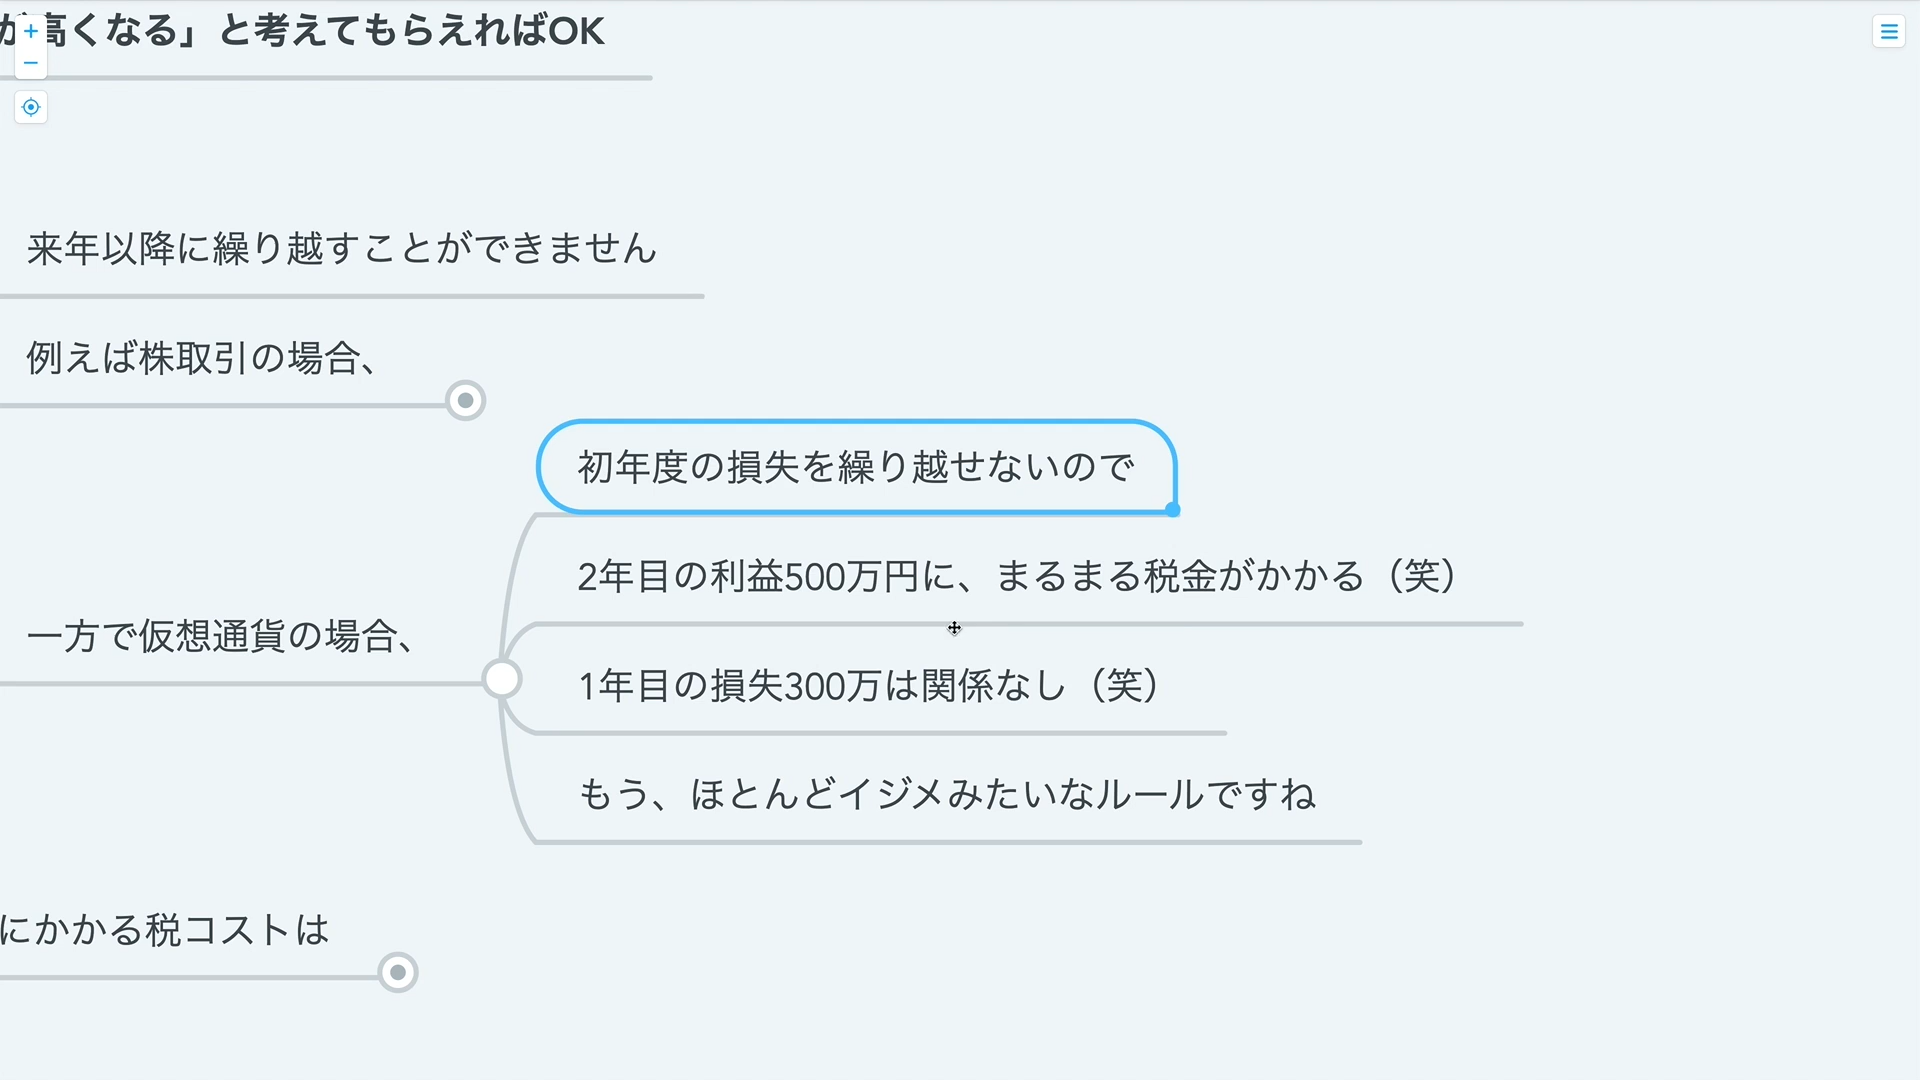 が高くなる」と考えてもらえればOK
来年以降に繰り越すことができません
例えば株取引の場合、
初年度の損失を繰り越せないので
2年目の利益500万円に、まるまる税金がかかる（笑）
一方で仮想通貨の場合、
1年目の損失300万は関係なし（笑）
もう、ほとんどイジメみたいなルールですね
にかかる税コストは